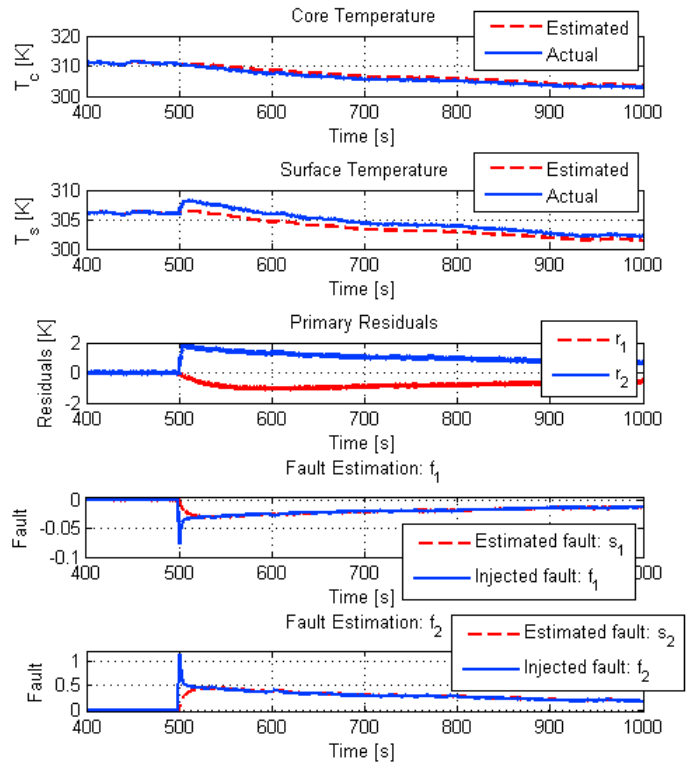 Core Temperature
T_c [K]
320
310
300
400
500
600
700
800
900
1000
Time [s]
Estimated
Actual
Surface Temperature
T_s [K]
310
305
300
400
500
600
700
800
900
1000
Time [s]
Estimated
Actual
Primary Residuals
Residuals [K]
2
0
-2
400
500
600
700
800
900
1000
Time [s]
r_1
r_2
Fault Estimation: f_1
Fault
0
-0.05
-0.1
400
500
600
700
800
900
1000
Time [s]
Estimated fault: s_1
Injected fault: f_1
Fault Estimation: f_2
Fault
1
0.5
0
400
500
600
700
800
900
1000
Time [s]
Estimated fault: s_2
Injected fault: f_2